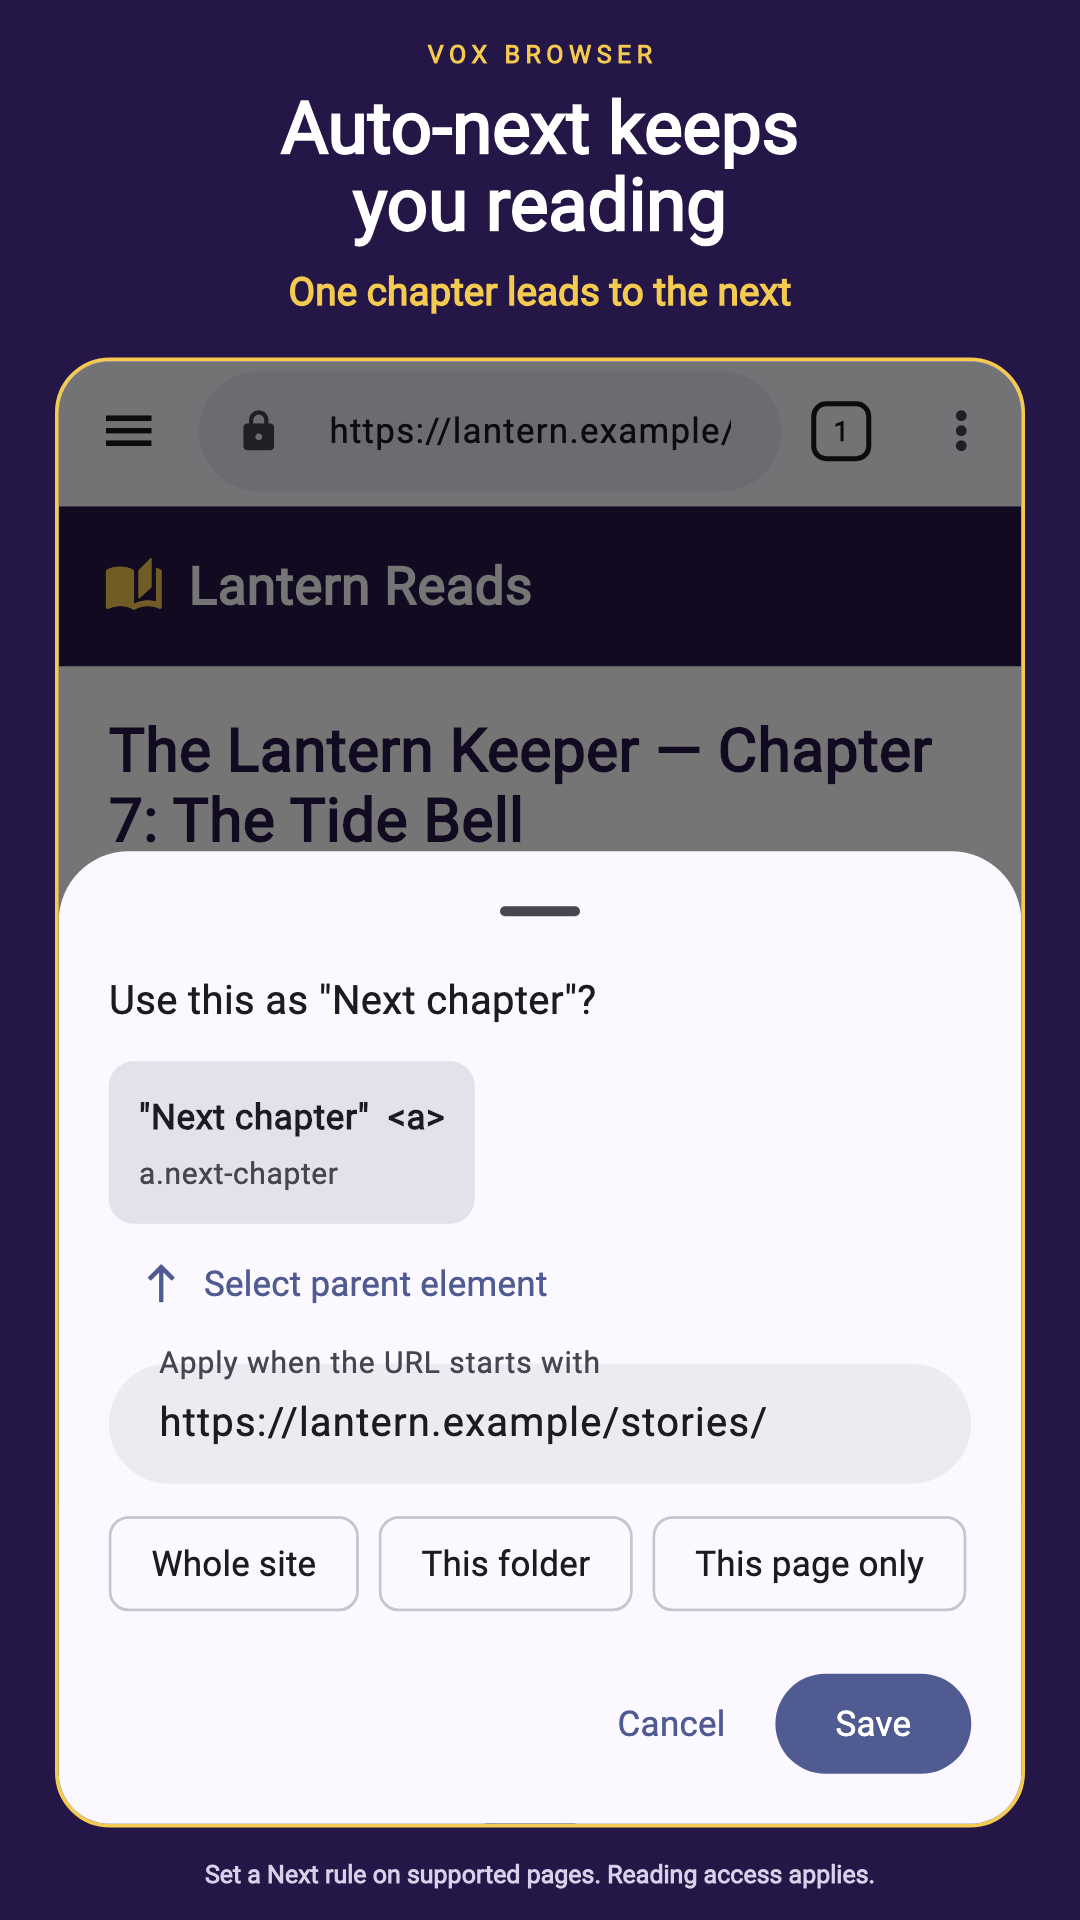 VOX BROWSER
Auto-next keeps
you reading
One chapter leads to the next
https://lantern.example/
1
Lantern Reads
The Lantern Keeper — Chapter
7: The Tide Bell
Use this as "Next chapter"?
"Next chapter" <a>
a.next-chapter
Select parent element
Apply when the URL starts with
https://lantern.example/stories/
Whole site
This folder
This page only
Cancel
Save
Set a Next rule on supported pages. Reading access applies.